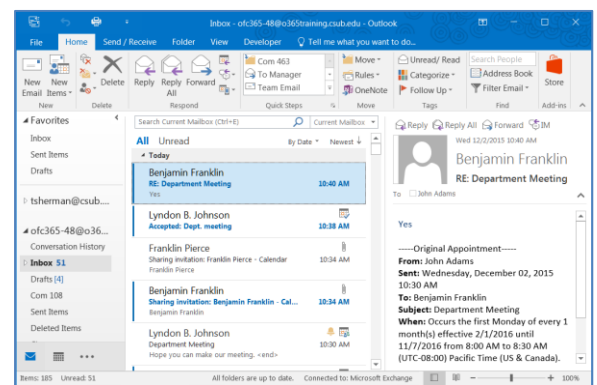 Inbox - ofc365-48@o365training.csub.edu - Outlook
File Home Send / Receive Folder View Developer Tell me what you want to do...
New Email
New Items
Delete
Reply
Reply All
Forward
Com 463
To Manager
Team Email
Move
Rules
OneNote
Unread/ Read
Categorize
Follow Up
Search People
Address Book
Filter Email
Store
New Delete Respond Quick Steps Move Tags Find Add-ins
Favorites
Inbox
Sent Items
Drafts
tsherman@csub....
ofc365-48@o36...
Conversation History
Inbox 51
Drafts [4]
Com 108
Sent Items
Deleted Items
Search Current Mailbox (Ctrl+E) Current Mailbox
All Unread By Date Newest
Today
Benjamin Franklin
RE: Department Meeting 10:40 AM
Yes
Lyndon B. Johnson
Accepted: Dept. meeting 10:38 AM
Franklin Pierce
Sharing invitation: Franklin Pierce - Calendar 10:34 AM
Franklin Pierce
Benjamin Franklin
Sharing invitation: Benjamin Franklin - Cal... 10:34 AM
Benjamin Franklin
Lyndon B. Johnson
Department Meeting 10:30 AM
Hope you can make our meeting. <end>
Reply Reply All Forward IM
Wed 12/2/2015 10:40 AM
Benjamin Franklin
RE: Department Meeting
To John Adams
Yes
-----Original Appointment-----
From: John Adams
Sent: Wednesday, December 02, 2015
10:30 AM
To: Benjamin Franklin
Subject: Department Meeting
When: Occurs the first Monday of every 1
month(s) effective 2/1/2016 until
11/7/2016 from 8:00 AM to 8:30 AM
(UTC-08:00) Pacific Time (US & Canada).
Items: 185 Unread: 51 All folders are up to date. Connected to: Microsoft Exchange 100%